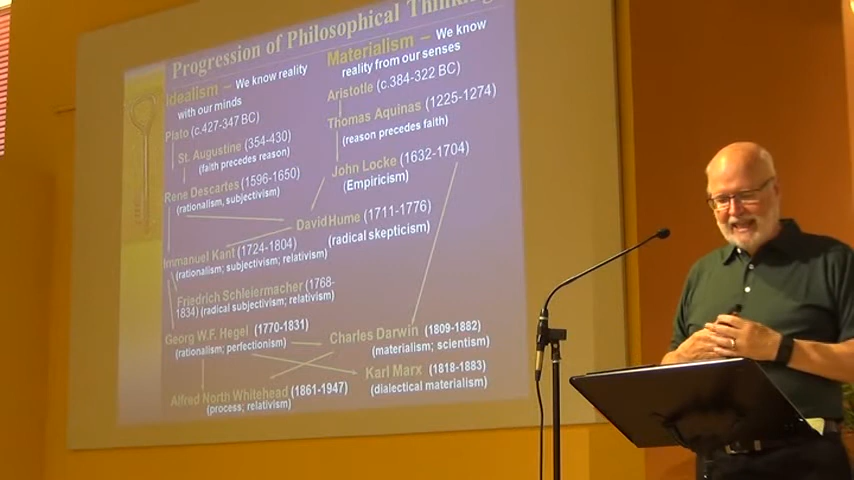 Progression of Philosophical Thinking
Idealism – We know reality
with our minds
Plato (c.427-347 BC)
St. Augustine (354-430)
(faith precedes reason)
Rene Descartes (1596-1650)
(rationalism, subjectivism)
Immanuel Kant (1724-1804)
(rationalism; subjectivism; relativism)
Friedrich Schleiermacher (1768-
1834) (radical subjectivism; relativism)
Georg W.F. Hegel (1770-1831)
(rationalism; perfectionism)
Alfred North Whitehead (1861-1947)
(process; relativism)
Materialism – We know
reality from our senses
Aristotle (c.384-322 BC)
Thomas Aquinas (1225-1274)
(reason precedes faith)
John Locke (1632-1704)
(Empiricism)
David Hume (1711-1776)
(radical skepticism)
Charles Darwin (1809-1882)
(materialism; scientism)
Karl Marx (1818-1883)
(dialectical materialism)